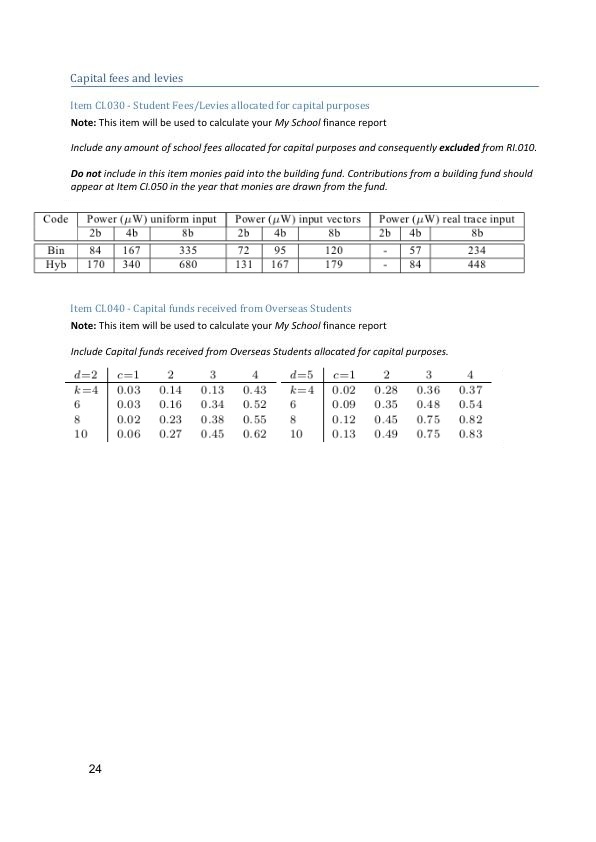 Capital fees and levies
Item CI.030 - Student Fees/Levies allocated for capital purposes
Note: This item will be used to calculate your My School finance report
Include any amount of school fees allocated for capital purposes and consequently excluded from RI.010.
Do not include in this item monies paid into the building fund. Contributions from a building fund should
appear at Item CI.050 in the year that monies are drawn from the fund.
Code Power (μW) uniform input Power (μW) input vectors Power (μW) real trace input
2b 4b 8b 2b 4b 8b 2b 4b 8b
Bin 84 167 335 72 95 120 - 57 234
Hyb 170 340 680 131 167 179 - 84 448
Item CI.040 - Capital funds received from Overseas Students
Note: This item will be used to calculate your My School finance report
Include Capital funds received from Overseas Students allocated for capital purposes.
d=2 c=1 2 3 4 d=5 c=1 2 3 4
k=4 0.03 0.14 0.13 0.43 k=4 0.02 0.28 0.36 0.37
6 0.03 0.16 0.34 0.52 6 0.09 0.35 0.48 0.54
8 0.02 0.23 0.38 0.55 8 0.12 0.45 0.75 0.82
10 0.06 0.27 0.45 0.62 10 0.13 0.49 0.75 0.83
24